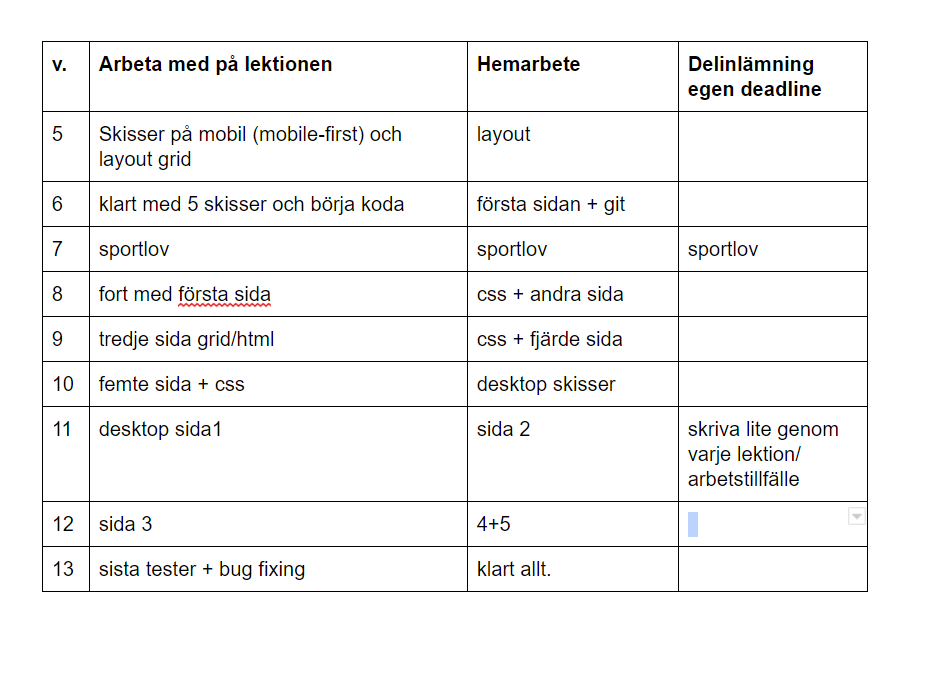 v. Arbeta med på lektionen Hemarbete Delinlämning
egen deadline
5 Skisser på mobil (mobile-first) och layout
layout grid
6 klart med 5 skisser och börja koda första sidan + git
7 sportlov sportlov sportlov
8 fort med första sida css + andra sida
9 tredje sida grid/html css + fjärde sida
10 femte sida + css desktop skisser
11 desktop sida1 sida 2 skriva lite genom
varje lektion/
arbetstillfälle
12 sida 3 4+5
13 sista tester + bug fixing klart allt.